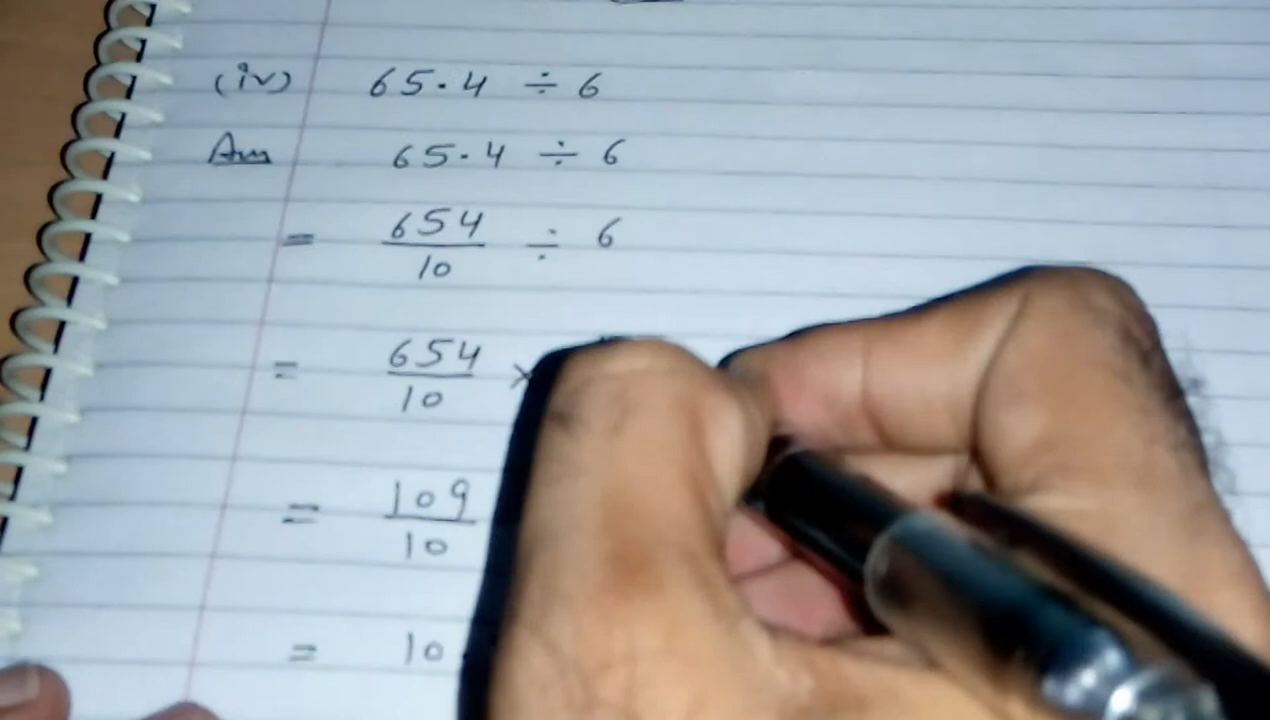 (iv) 65.4 ÷ 6
Ans 65.4 ÷ 6
= 654/10 ÷ 6
= 654/10 ×
= 109/10
= 10